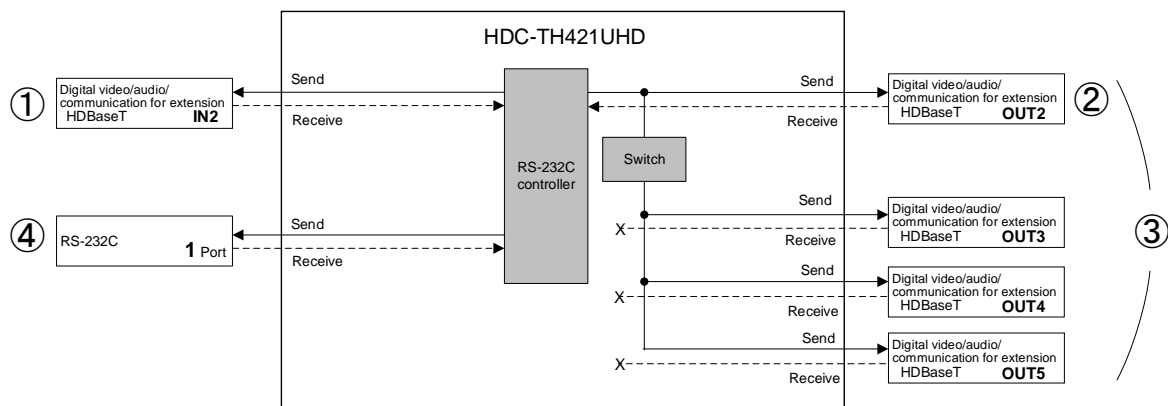 HDC-TH421UHD
①
Digital video/audio/
communication for extension
HDBaseT IN2
Send
Receive
RS-232C
controller
Send
Receive
Digital video/audio/
communication for extension
HDBaseT OUT2
②
Switch
④
RS-232C
1 Port
Send
Receive
Send
X
Receive
Digital video/audio/
communication for extension
HDBaseT OUT3
③
Send
X
Receive
Digital video/audio/
communication for extension
HDBaseT OUT4
Send
X
Receive
Digital video/audio/
communication for extension
HDBaseT OUT5